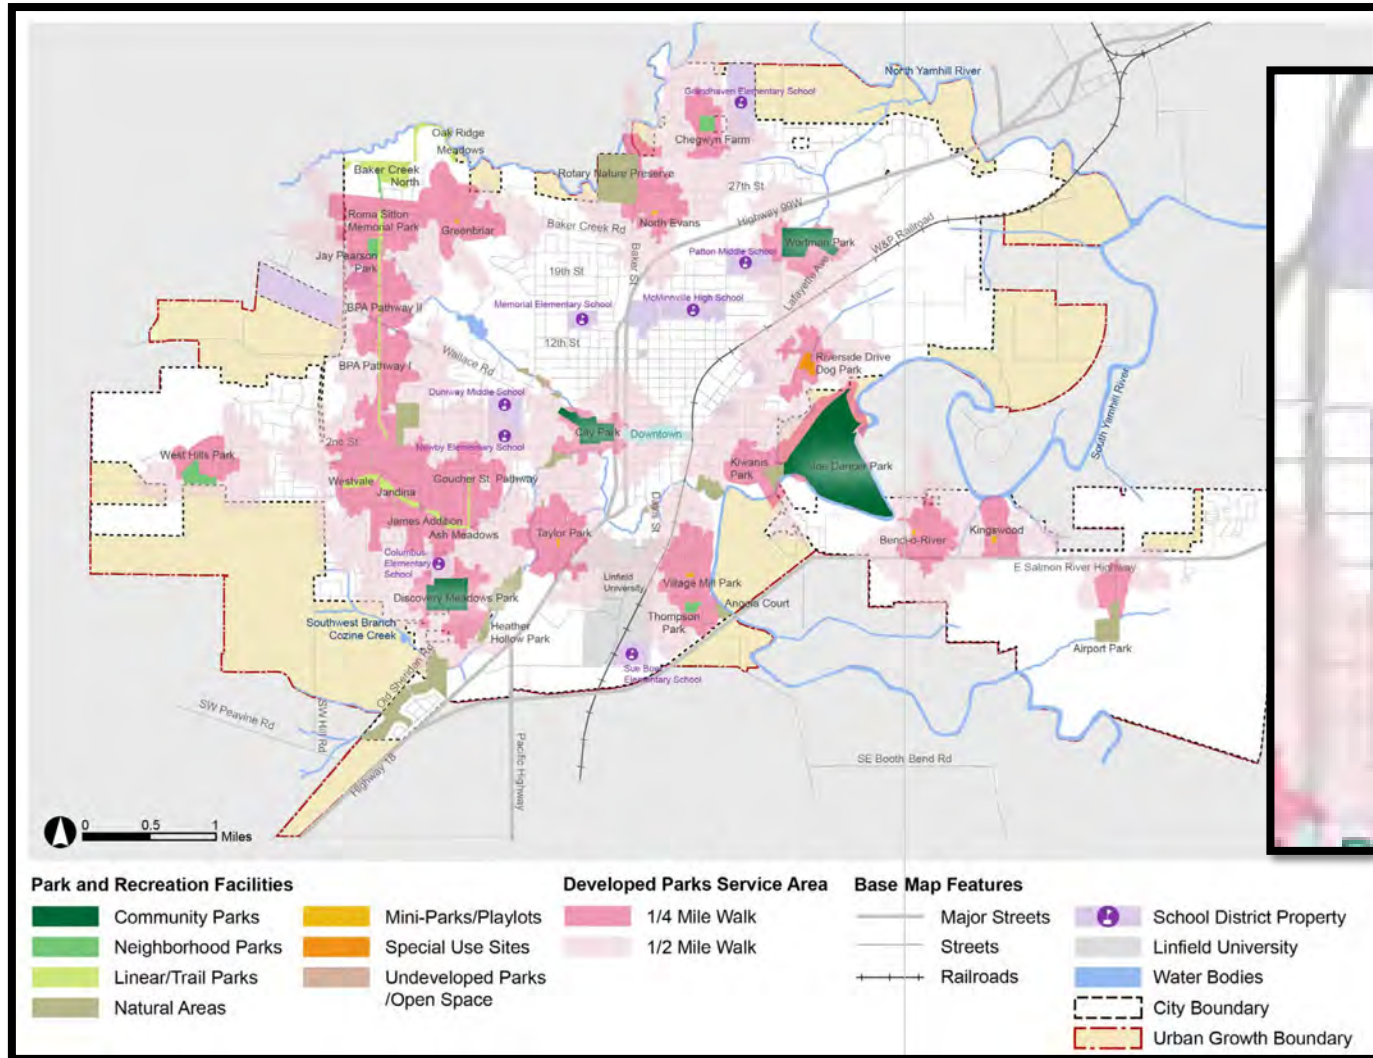 North Yamhill River
Grandhaven Elementary School
Oak Ridge
Meadows
Chegwyn Farm
Baker Creek
North
Rotary Nature Preserve
27th St
Highway 99W
Roma Sitton
Memorial Park
Greenbriar
Baker Creek Rd
North Evans
Wortman Park
W&P Railroad
Jay Pearson
Park
Baker St
Patton Middle School
19th St
Lafayette Ave
BPA Pathway II
Memorial Elementary School
McMinnville High School
12th St
Wallace Rd
BPA Pathway I
Riverside Drive
Dog Park
South Yamhill River
Duniway Middle School
2nd St
City Park
Downtown
Newby Elementary School
West Hills Park
Kiwanis
Park
Joe Dancer Park
Westvale
Jandina
Goucher St. Pathway
Davis St
James Addition
Ash Meadows
Taylor Park
Bend-o-River
Kingswood
Columbus
Elementary
School
E Salmon River Highway
Linfield
University
Village Mill Park
Discovery Meadows Park
Angela Court
Thompson
Park
Southwest Branch
Cozine Creek
Heather
Hollow Park
Airport Park
Sue Buel
Elementary School
Old Sheridan Rd
SW Peavine Rd
SW Hill Rd
Highway 18
Pacific Highway
SE Booth Bend Rd
0 0.5 1
Miles
Park and Recreation Facilities
Community Parks
Neighborhood Parks
Linear/Trail Parks
Natural Areas
Mini-Parks/Playlots
Special Use Sites
Undeveloped Parks
/Open Space
Developed Parks Service Area
1/4 Mile Walk
1/2 Mile Walk
Base Map Features
Major Streets
Streets
Railroads
School District Property
Linfield University
Water Bodies
City Boundary
Urban Growth Boundary